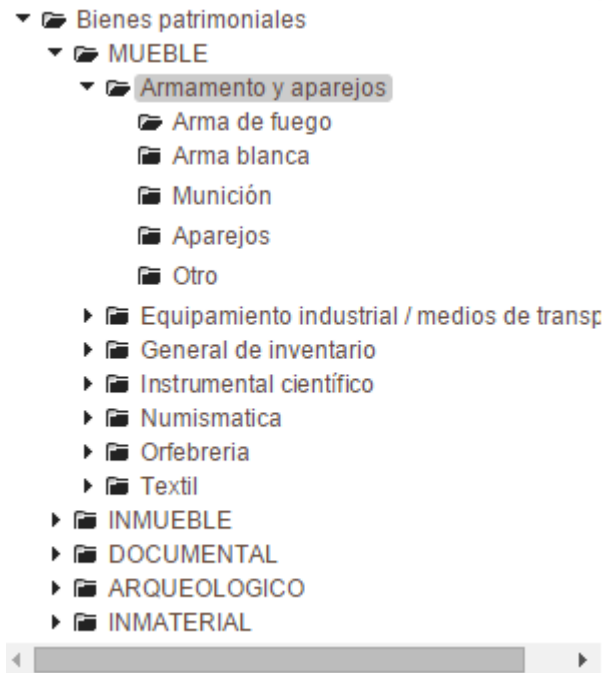 Bienes patrimoniales
MUEBLE
Armamento y aparejos
Arma de fuego
Arma blanca
Munición
Aparejos
Otro
Equipamiento industrial / medios de transp
General de inventario
Instrumental científico
Numismatica
Orfebreria
Textil
INMUEBLE
DOCUMENTAL
ARQUEOLOGICO
INMATERIAL